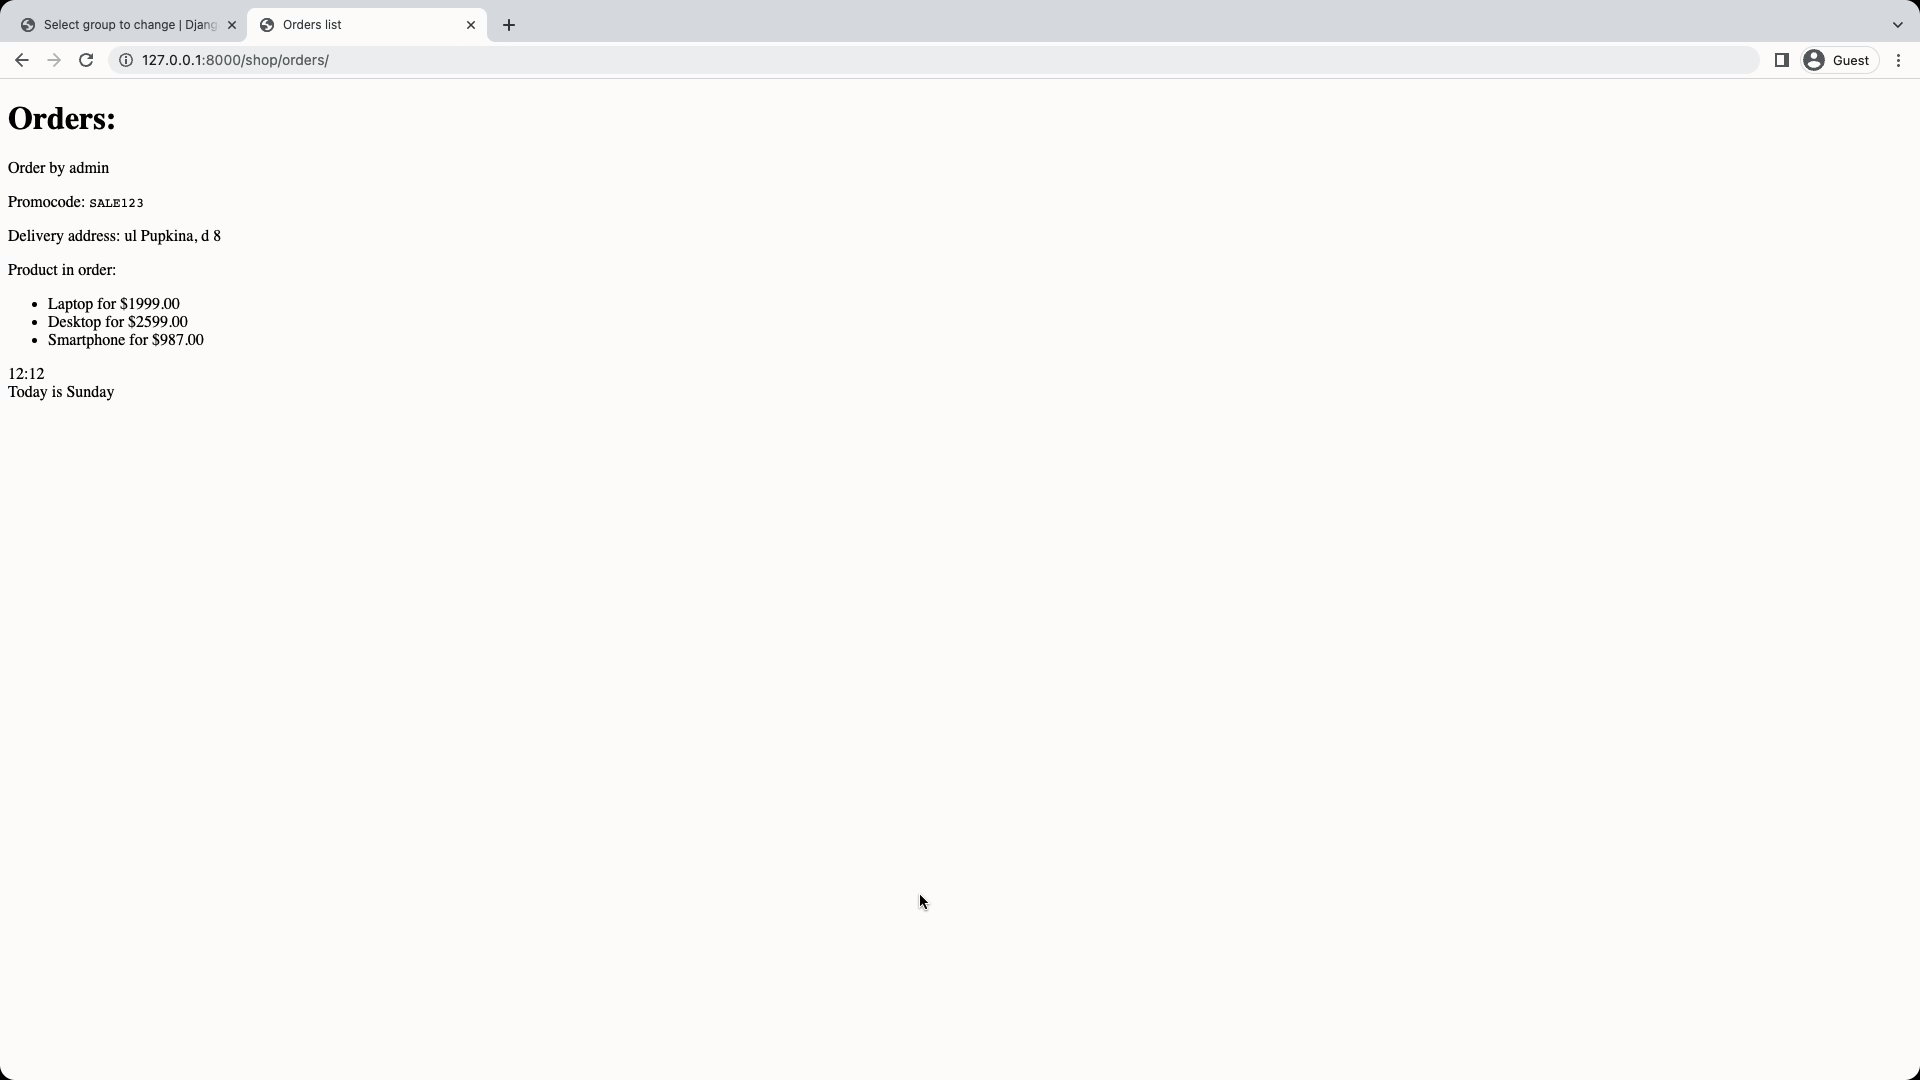 Select group to change | Djang
Orders list
127.0.0.1:8000/shop/orders/
Guest
Orders:
Order by admin
Promocode: SALE123
Delivery address: ul Pupkina, d 8
Product in order:
• Laptop for $1999.00
• Desktop for $2599.00
• Smartphone for $987.00
12:12
Today is Sunday